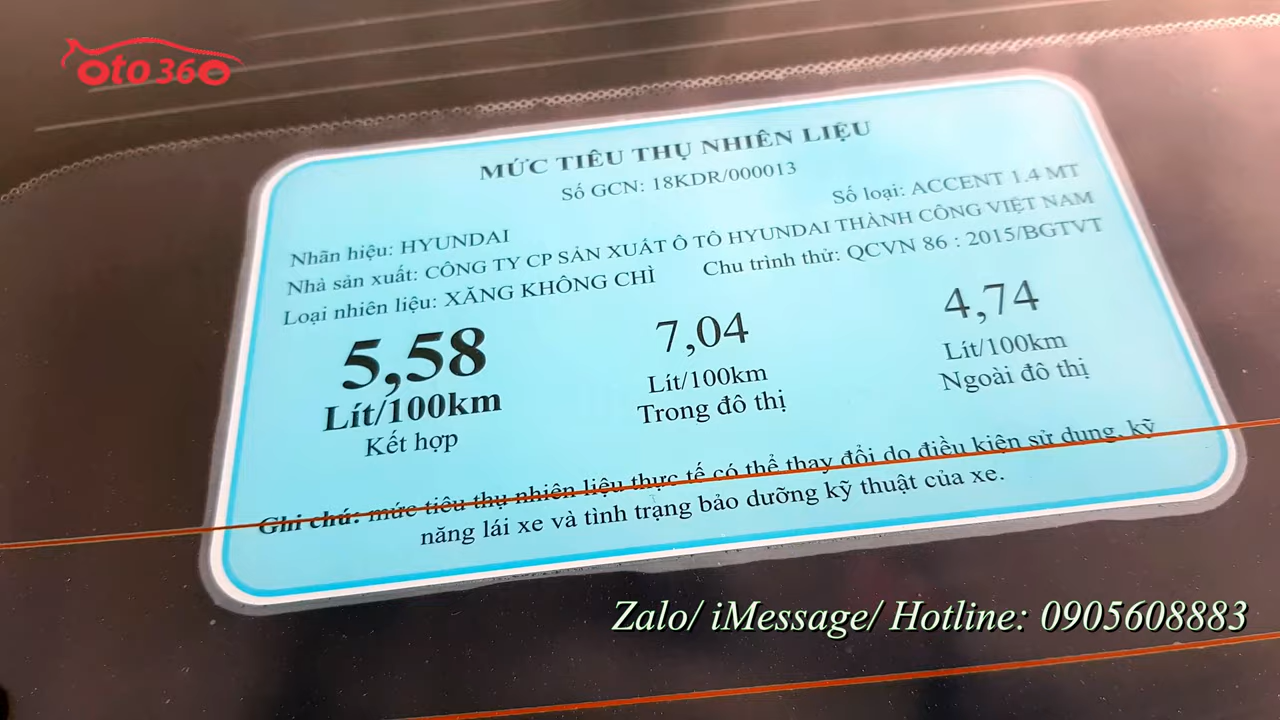 oto360
MỨC TIÊU THỤ NHIÊN LIỆU
Số GCN: 18KDR/000013
Nhãn hiệu: HYUNDAI Số loại: ACCENT 1.4 MT
Nhà sản xuất: CÔNG TY CP SẢN XUẤT Ô TÔ HYUNDAI THÀNH CÔNG VIỆT NAM
Loại nhiên liệu: XĂNG KHÔNG CHÌ Chu trình thử: QCVN 86 : 2015/BGTVT
5,58 7,04 4,74
Lít/100km Lít/100km Lít/100km
Kết hợp Trong đô thị Ngoài đô thị
Ghi chú: mức tiêu thụ nhiên liệu thực tế có thể thay đổi do điều kiện sử dụng, kỹ
năng lái xe và tình trạng bảo dưỡng kỹ thuật của xe.
Zalo/ iMessage/ Hotline: 0905608883